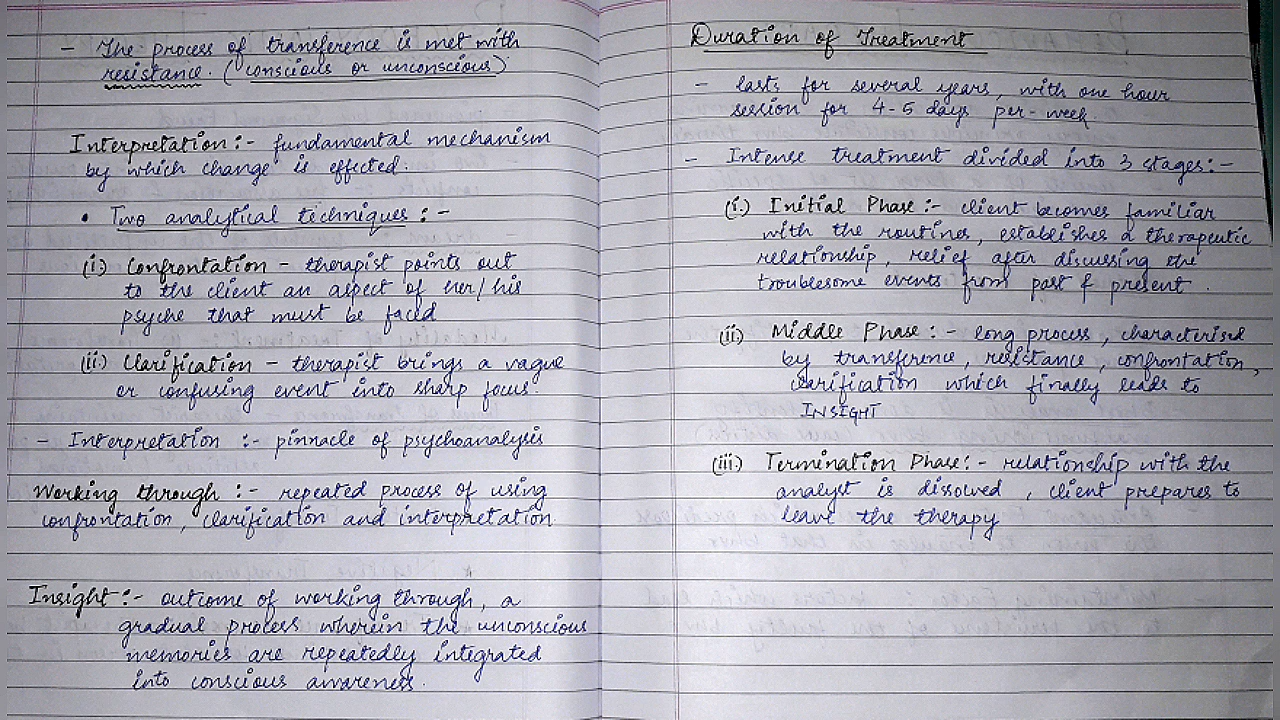 - The process of transference is met with
resistance. (conscious or unconscious)
Interpretation :- fundamental mechanism
by which change is effected.
• Two analytical techniques :-
(i) Confrontation - therapist points out
to the client an aspect of her/his
psyche that must be faced
(ii) Clarification - therapist brings a vague
or confusing event into sharp focus.
- Interpretation :- pinnacle of psychoanalysis
Working through :- repeated process of using
confrontation, clarification and interpretation
Insight :- outcome of working through, a
gradual process wherein the unconscious
memories are repeatedly integrated
into conscious awareness.
Duration of Treatment
- lasts for several years, with one hour
session for 4-5 days per-week.
- Intense treatment divided into 3 stages :-
(i) Initial Phase :- client becomes familiar
with the routines, establishes a therapeutic
relationship, relief after discussing the
troublesome events from past & present.
(ii) Middle Phase :- long process, characterised
by transference, resistance, confrontation,
clarification which finally leads to
INSIGHT
(iii) Termination Phase :- relationship with the
analyst is dissolved, client prepares to
leave the therapy